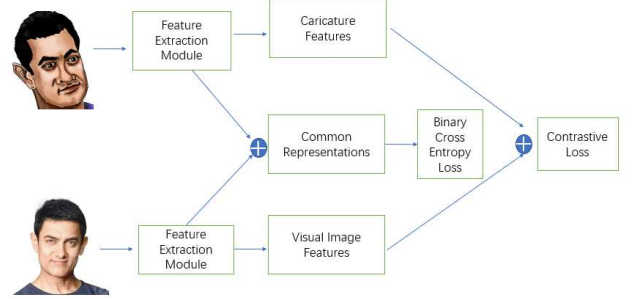 Feature
Extraction
Module
Caricature
Features
Common
Representations
Binary
Cross
Entropy
Loss
Contrastive
Loss
Feature
Extraction
Module
Visual Image
Features